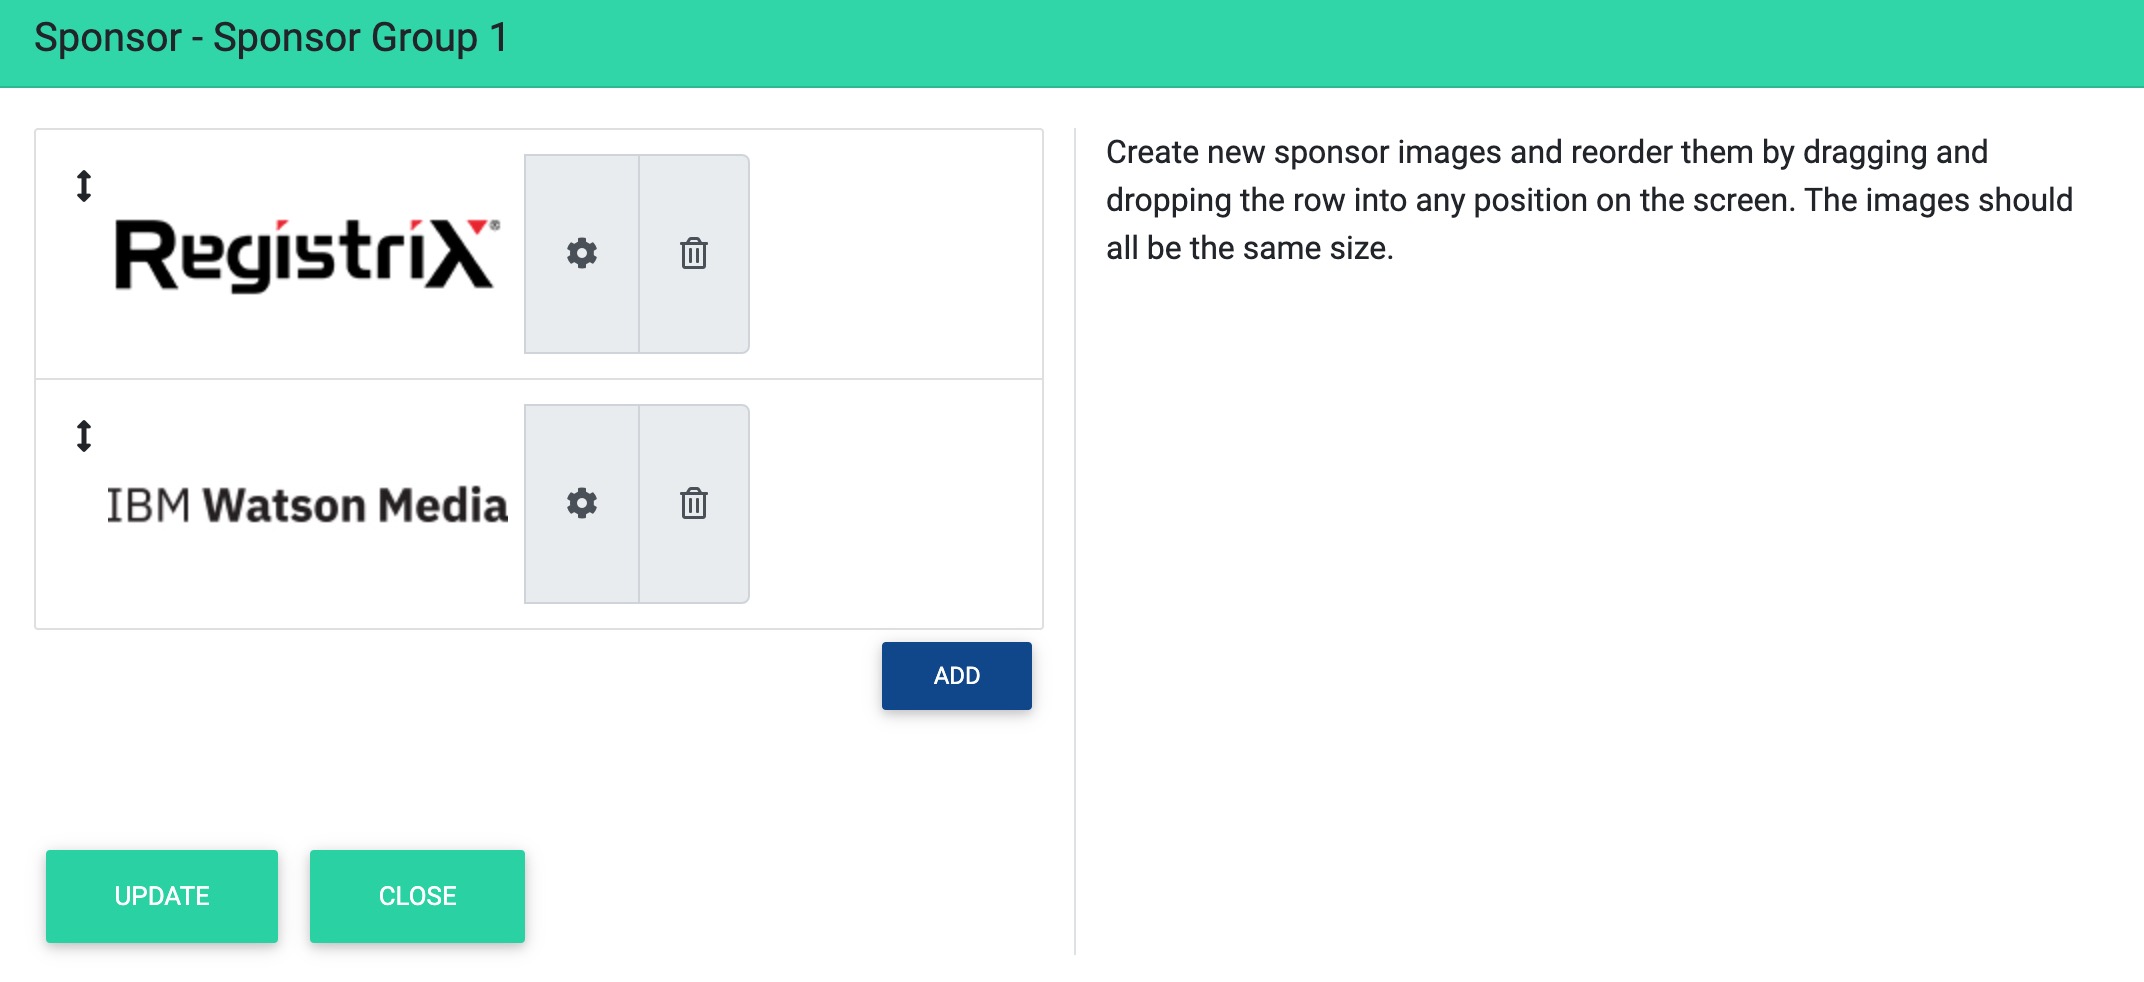 Sponsor - Sponsor Group 1
RegistriX®
IBM Watson Media
ADD
UPDATE
CLOSE
Create new sponsor images and reorder them by dragging and
dropping the row into any position on the screen. The images should
all be the same size.